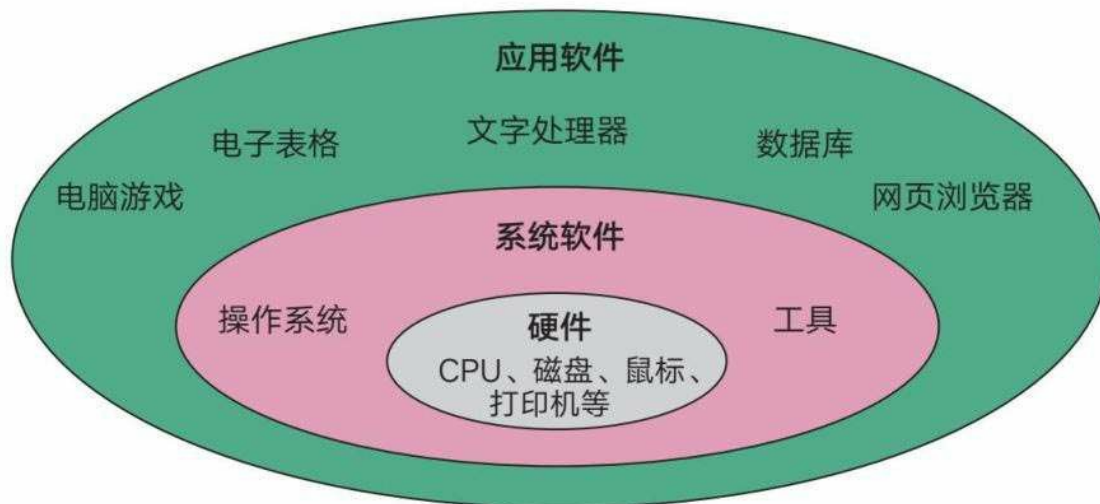 应用软件
文字处理器
电子表格
数据库
电脑游戏
网页浏览器
系统软件
操作系统
工具
硬件
CPU、磁盘、鼠标、
打印机等